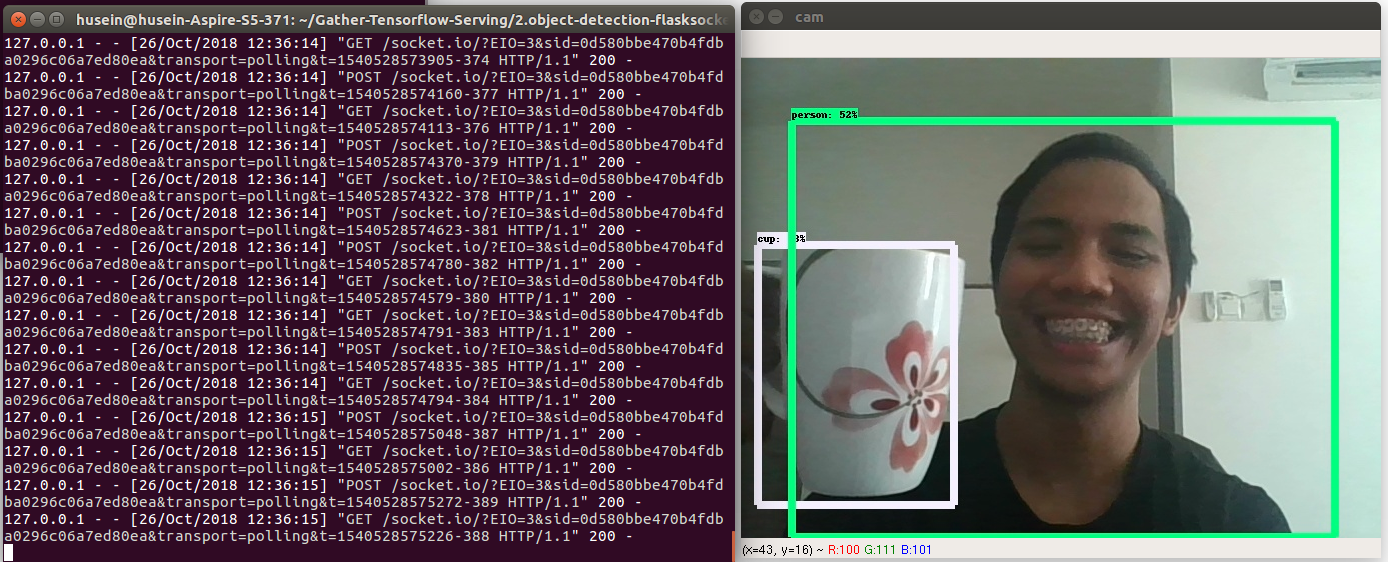 husein@husein-Aspire-S5-371: ~/Gather-Tensorflow-Serving/2.object-detection-flasksocke
127.0.0.1 - - [26/Oct/2018 12:36:14] "GET /socket.io/?EIO=3&sid=0d580bbe470b4fdb
a0296c06a7ed80ea&transport=polling&t=1540528573905-374 HTTP/1.1" 200 -
127.0.0.1 - - [26/Oct/2018 12:36:14] "POST /socket.io/?EIO=3&sid=0d580bbe470b4fd
ba0296c06a7ed80ea&transport=polling&t=1540528574160-377 HTTP/1.1" 200 -
127.0.0.1 - - [26/Oct/2018 12:36:14] "GET /socket.io/?EIO=3&sid=0d580bbe470b4fdb
a0296c06a7ed80ea&transport=polling&t=1540528574113-376 HTTP/1.1" 200 -
127.0.0.1 - - [26/Oct/2018 12:36:14] "POST /socket.io/?EIO=3&sid=0d580bbe470b4fd
ba0296c06a7ed80ea&transport=polling&t=1540528574370-379 HTTP/1.1" 200 -
127.0.0.1 - - [26/Oct/2018 12:36:14] "GET /socket.io/?EIO=3&sid=0d580bbe470b4fdb
a0296c06a7ed80ea&transport=polling&t=1540528574322-378 HTTP/1.1" 200 -
127.0.0.1 - - [26/Oct/2018 12:36:14] "POST /socket.io/?EIO=3&sid=0d580bbe470b4fd
ba0296c06a7ed80ea&transport=polling&t=1540528574623-381 HTTP/1.1" 200 -
127.0.0.1 - - [26/Oct/2018 12:36:14] "POST /socket.io/?EIO=3&sid=0d580bbe470b4fd
ba0296c06a7ed80ea&transport=polling&t=1540528574780-382 HTTP/1.1" 200 -
127.0.0.1 - - [26/Oct/2018 12:36:14] "GET /socket.io/?EIO=3&sid=0d580bbe470b4fdb
a0296c06a7ed80ea&transport=polling&t=1540528574579-380 HTTP/1.1" 200 -
127.0.0.1 - - [26/Oct/2018 12:36:14] "GET /socket.io/?EIO=3&sid=0d580bbe470b4fdb
a0296c06a7ed80ea&transport=polling&t=1540528574791-383 HTTP/1.1" 200 -
127.0.0.1 - - [26/Oct/2018 12:36:14] "POST /socket.io/?EIO=3&sid=0d580bbe470b4fd
ba0296c06a7ed80ea&transport=polling&t=1540528574835-385 HTTP/1.1" 200 -
127.0.0.1 - - [26/Oct/2018 12:36:14] "GET /socket.io/?EIO=3&sid=0d580bbe470b4fdb
a0296c06a7ed80ea&transport=polling&t=1540528574794-384 HTTP/1.1" 200 -
127.0.0.1 - - [26/Oct/2018 12:36:15] "POST /socket.io/?EIO=3&sid=0d580bbe470b4fd
ba0296c06a7ed80ea&transport=polling&t=1540528575048-387 HTTP/1.1" 200 -
127.0.0.1 - - [26/Oct/2018 12:36:15] "GET /socket.io/?EIO=3&sid=0d580bbe470b4fdb
a0296c06a7ed80ea&transport=polling&t=1540528575002-386 HTTP/1.1" 200 -
127.0.0.1 - - [26/Oct/2018 12:36:15] "POST /socket.io/?EIO=3&sid=0d580bbe470b4fd
ba0296c06a7ed80ea&transport=polling&t=1540528575272-389 HTTP/1.1" 200 -
127.0.0.1 - - [26/Oct/2018 12:36:15] "GET /socket.io/?EIO=3&sid=0d580bbe470b4fdb
a0296c06a7ed80ea&transport=polling&t=1540528575226-388 HTTP/1.1" 200 -
cam
person: 52%
cup:
(x=43, y=16) ~ R:100 G:111 B:101